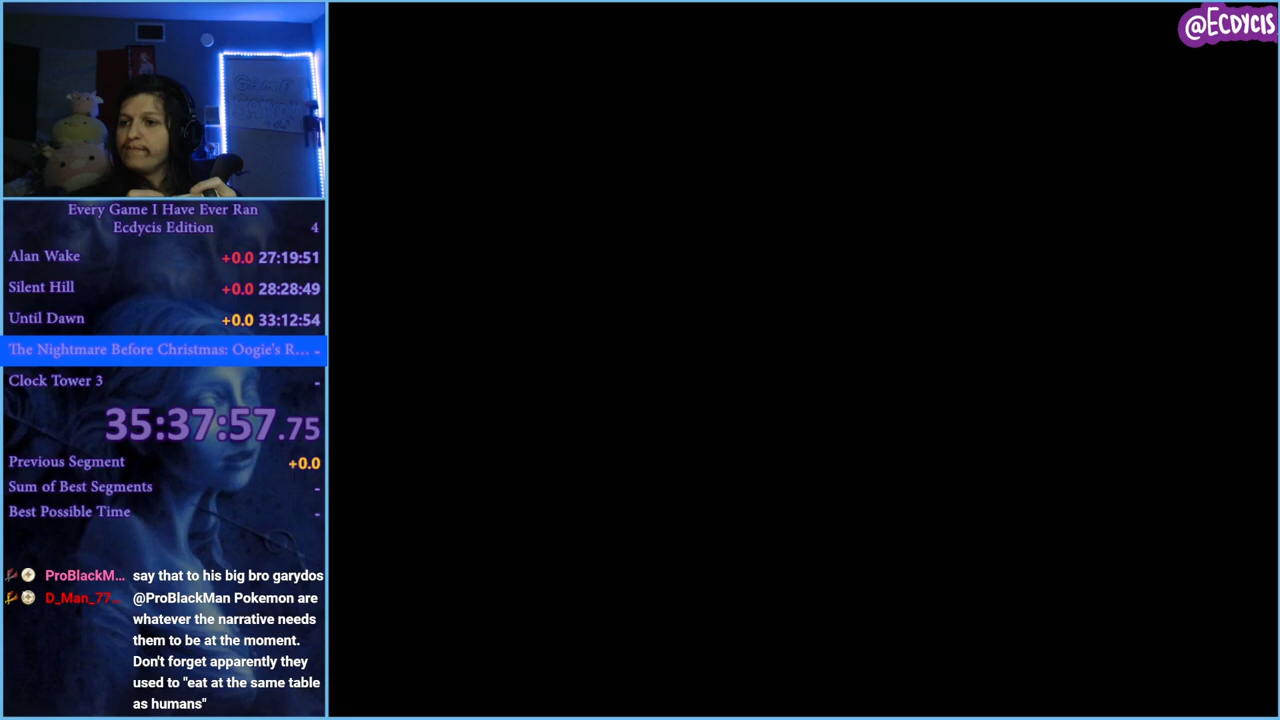 @ECDYCIS
GAME
Every Game I Have Ever Ran
Ecdycis Edition 4
Alan Wake +0.0 27:19:51
Silent Hill +0.0 28:28:49
Until Dawn +0.0 33:12:54
The Nightmare Before Christmas: Oogie's R... -
Clock Tower 3 -
35:37:57.75
Previous Segment +0.0
Sum of Best Segments -
Best Possible Time -
ProBlackM... say that to his big bro garydos
D_Man_77... @ProBlackMan Pokemon are
whatever the narrative needs
them to be at the moment.
Don't forget apparently they
used to "eat at the same table
as humans"